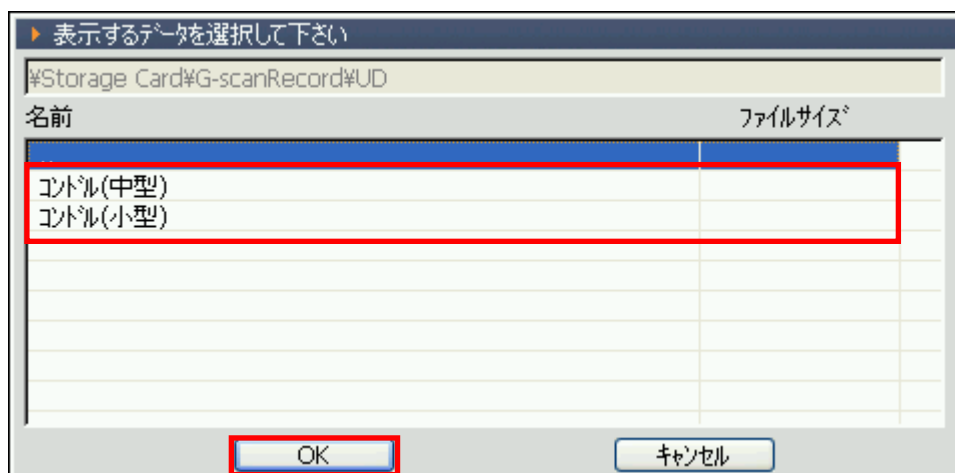 表示するﾃﾞｰﾀを選択して下さい
¥Storage Card¥G-scanRecord¥UD
名前 ﾌｧｲﾙｻｲｽﾞ
..
ｺﾝﾄﾞﾙ(中型)
ｺﾝﾄﾞﾙ(小型)
OK ｷｬﾝｾﾙ